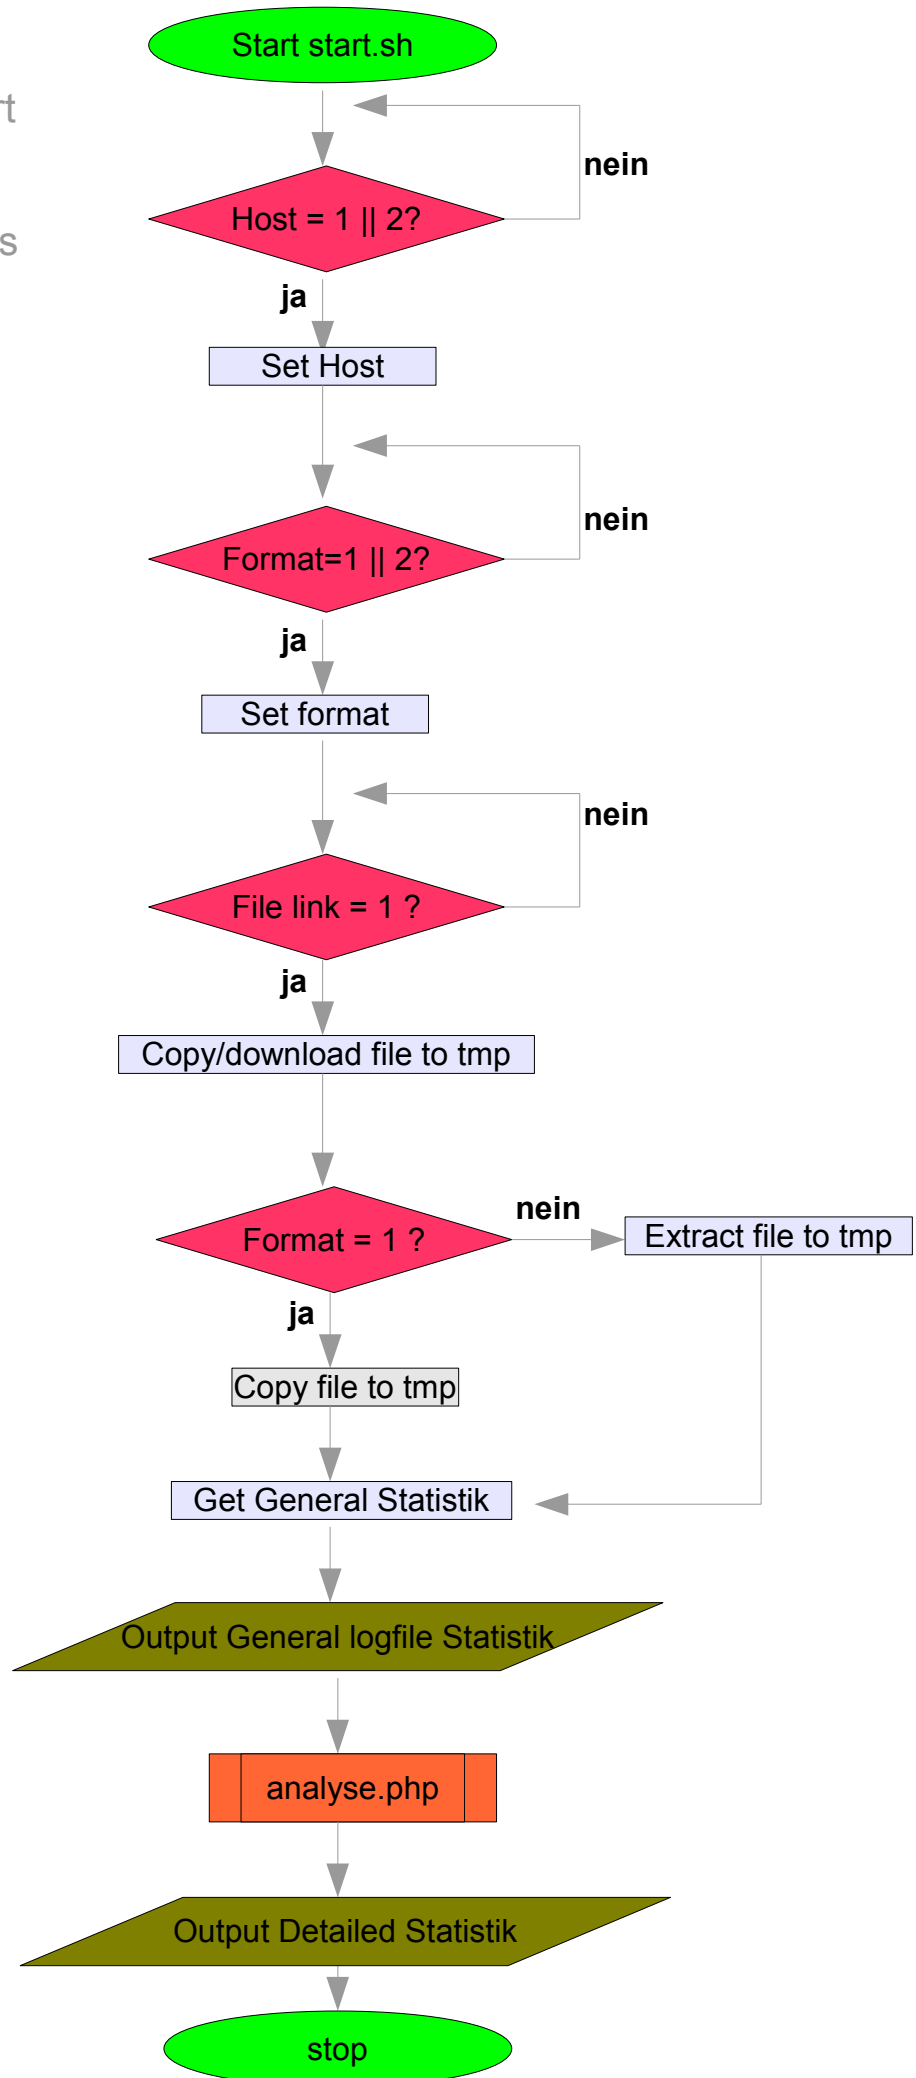 Start start.sh
rt
nein
Host = 1 || 2?
s
ja
Set Host
nein
Format=1 || 2?
ja
Set format
nein
File link = 1 ?
ja
Copy/download file to tmp
nein
Format = 1 ?
Extract file to tmp
ja
Copy file to tmp
Get General Statistik
Output General logfile Statistik
analyse.php
Output Detailed Statistik
stop